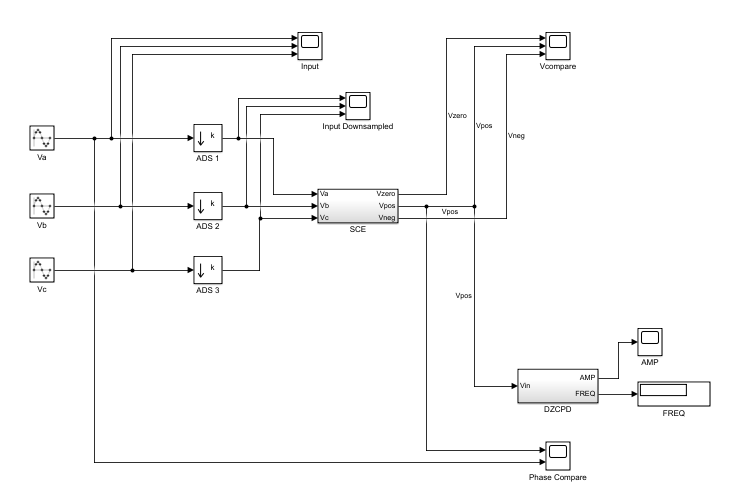 Input
Vcompare
Input Downsampled
Vzero
Vpos
Vneg
Va
k
ADS 1
Vb
k
ADS 2
Va
Vb
Vc
Vzero
Vpos
Vneg
SCE
Vpos
Vc
k
ADS 3
Vpos
AMP
Vin
AMP
FREQ
DZCPD
FREQ
Phase Compare